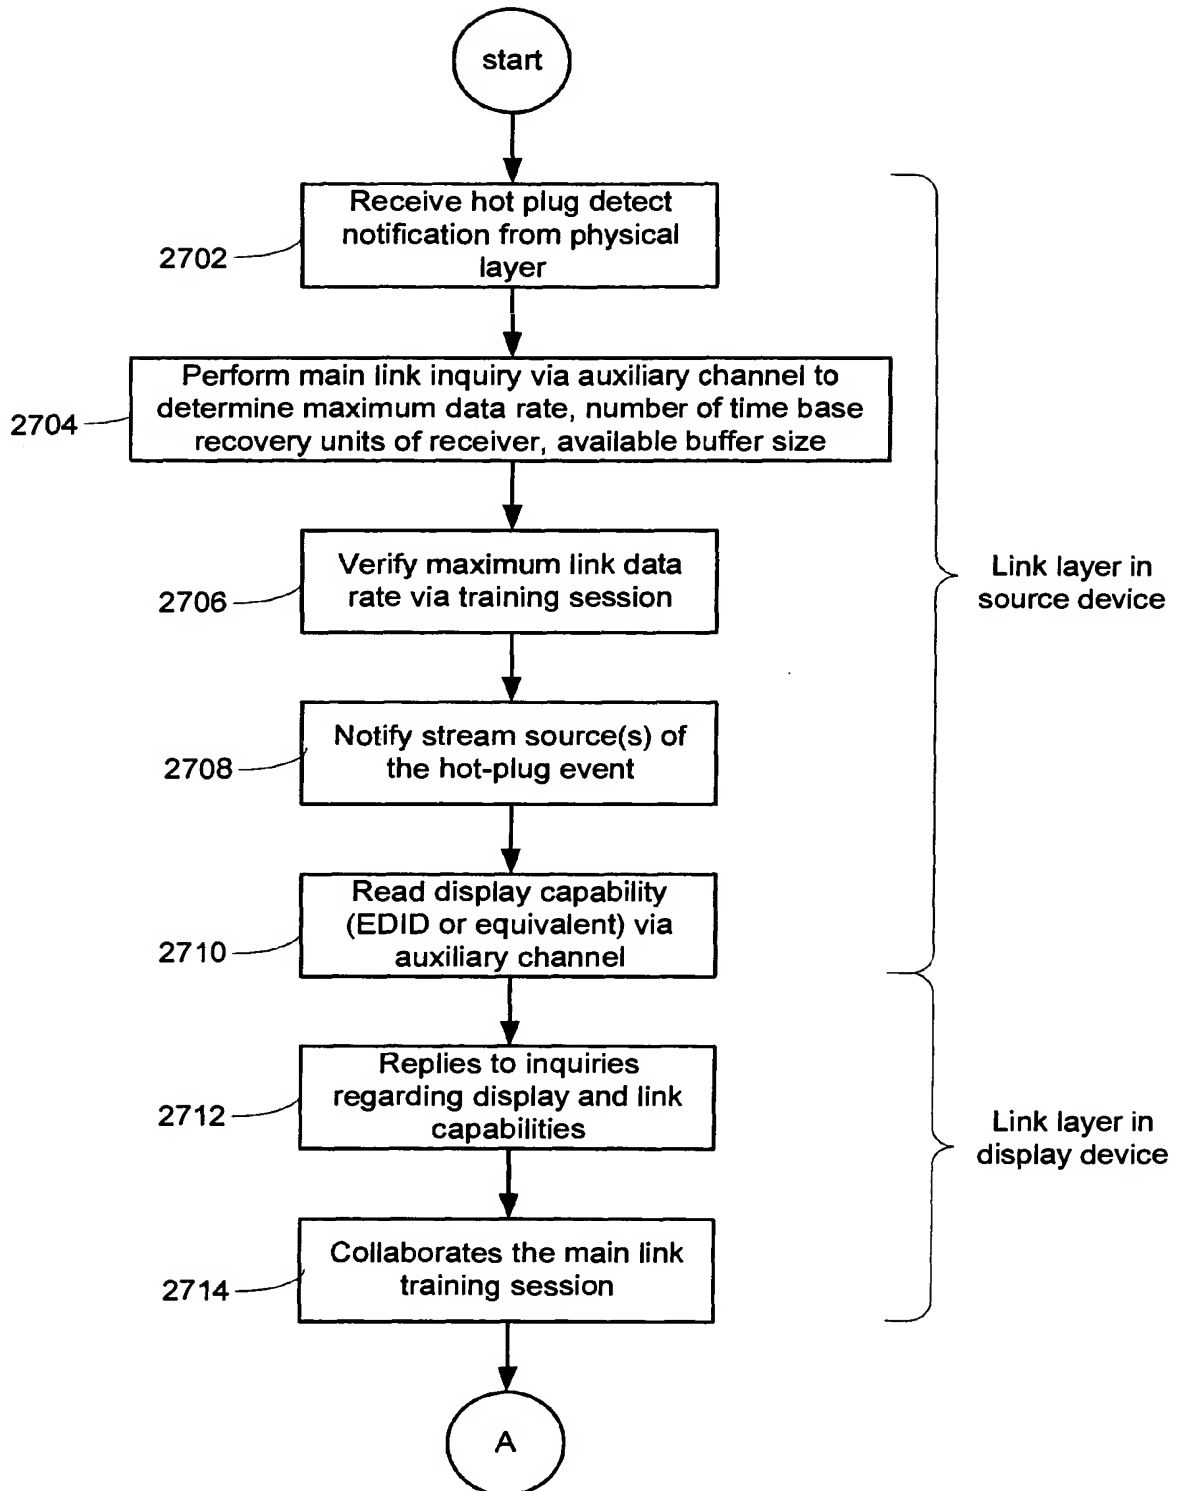 start
Receive hot plug detect
notification from physical
layer
2702
Perform main link inquiry via auxiliary channel to
determine maximum data rate, number of time base
recovery units of receiver, available buffer size
2704
Verify maximum link data
rate via training session
2706
Link layer in
source device
Notify stream source(s) of
the hot-plug event
2708
Read display capability
(EDID or equivalent) via
auxiliary channel
2710
Replies to inquiries
regarding display and link
capabilities
2712
Link layer in
display device
Collaborates the main link
training session
2714
A